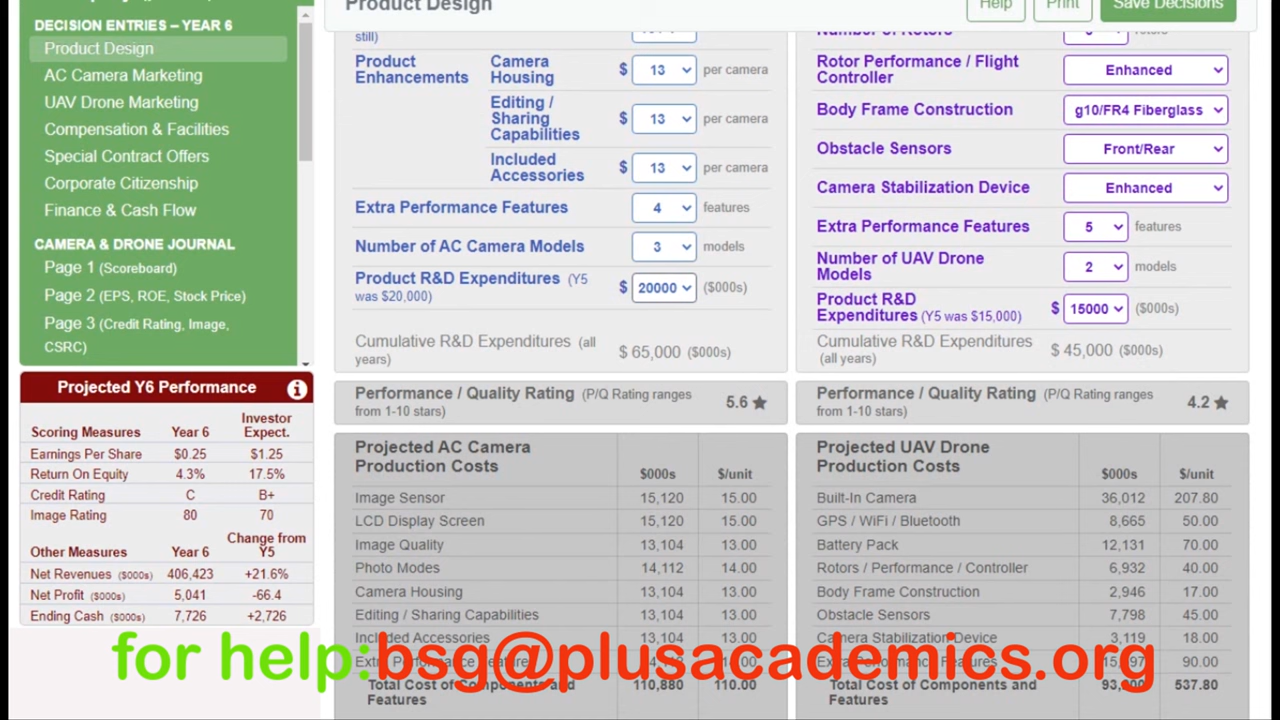 Product Design
Help
Print
Save Decisions
DECISION ENTRIES – YEAR 6
Product Design
AC Camera Marketing
UAV Drone Marketing
Compensation & Facilities
Special Contract Offers
Corporate Citizenship
Finance & Cash Flow
CAMERA & DRONE JOURNAL
Page 1 (Scoreboard)
Page 2 (EPS, ROE, Stock Price)
Page 3 (Credit Rating, Image,
CSRC)
Projected Y6 Performance
Scoring Measures Year 6 Investor Expect.
Earnings Per Share $0.25 $1.25
Return On Equity 4.3% 17.5%
Credit Rating C B+
Image Rating 80 70
Other Measures Year 6 Change from Y5
Net Revenues ($000s) 406,423 +21.6%
Net Profit ($000s) 5,041 -66.4
Ending Cash ($000s) 7,726 +2,726
still)
Product Enhancements
Camera Housing $ 13 per camera
Editing / Sharing Capabilities $ 13 per camera
Included Accessories $ 13 per camera
Extra Performance Features 4 features
Number of AC Camera Models 3 models
Product R&D Expenditures (Y5 was $20,000) $ 20000 ($000s)
Cumulative R&D Expenditures (all years) $ 65,000 ($000s)
Performance / Quality Rating (P/Q Rating ranges from 1-10 stars) 5.6 ★
Projected AC Camera Production Costs $000s $/unit
Image Sensor 15,120 15.00
LCD Display Screen 15,120 15.00
Image Quality 13,104 13.00
Photo Modes 14,112 14.00
Camera Housing 13,104 13.00
Editing / Sharing Capabilities 13,104 13.00
Included Accessories 13,104 13.00
Total Cost of Components and Features 110,880 110.00
Number of Rotors rotors
Rotor Performance / Flight Controller Enhanced
Body Frame Construction g10/FR4 Fiberglass
Obstacle Sensors Front/Rear
Camera Stabilization Device Enhanced
Extra Performance Features 5 features
Number of UAV Drone Models 2 models
Product R&D Expenditures (Y5 was $15,000) $ 15000 ($000s)
Cumulative R&D Expenditures (all years) $ 45,000 ($000s)
Performance / Quality Rating (P/Q Rating ranges from 1-10 stars) 4.2 ★
Projected UAV Drone Production Costs $000s $/unit
Built-In Camera 36,012 207.80
GPS / WiFi / Bluetooth 8,665 50.00
Battery Pack 12,131 70.00
Rotors / Performance / Controller 6,932 40.00
Body Frame Construction 2,946 17.00
Obstacle Sensors 7,798 45.00
Camera Stabilization Device 3,119 18.00
Extra Performance Features 90.00
Total Cost of Components and Features 537.80
for help:bsg@plusacademics.org